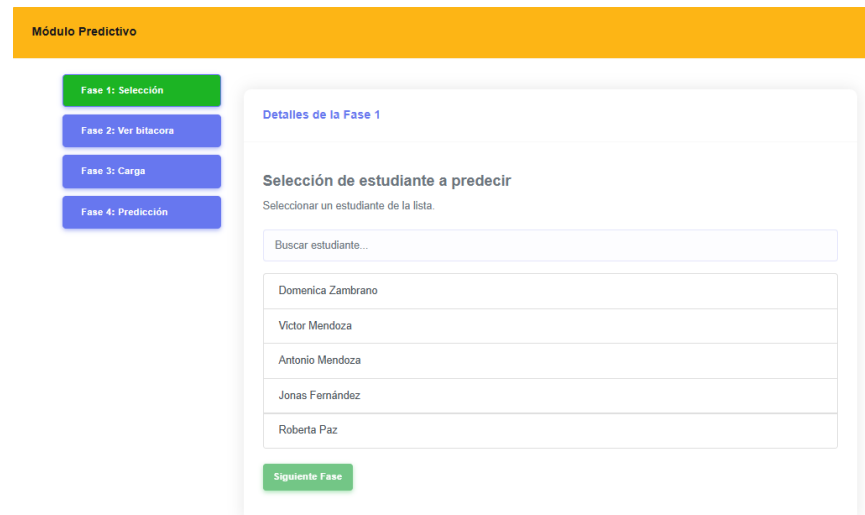 Módulo Predictivo
Fase 1: Selección
Fase 2: Ver bitacora
Fase 3: Carga
Fase 4: Predicción
Detalles de la Fase 1
Selección de estudiante a predecir
Seleccionar un estudiante de la lista.
Buscar estudiante...
Domenica Zambrano
Victor Mendoza
Antonio Mendoza
Jonas Fernández
Roberta Paz
Siguiente Fase